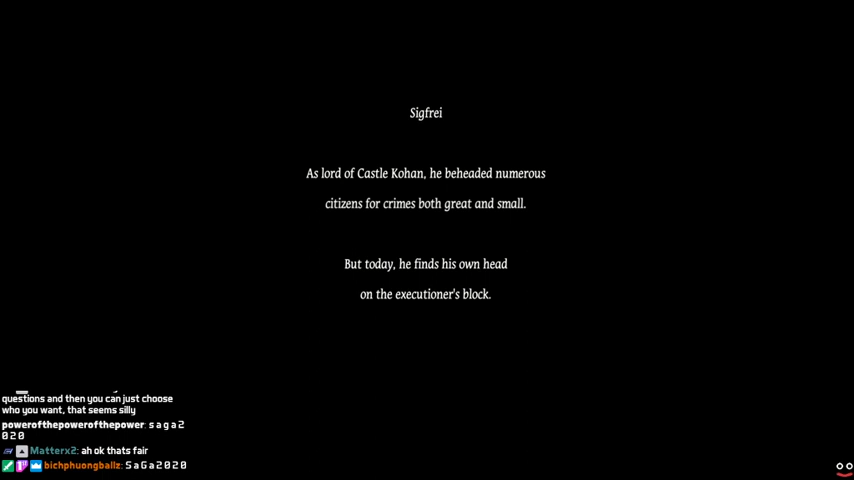 Sigfrei
As lord of Castle Kohan, he beheaded numerous
citizens for crimes both great and small.
But today, he finds his own head
on the executioner's block.
questions and then you can just choose
who you want, that seems silly
powerofthepowerofthepower: s a g a 2
0 2 0
Matterx2: ah ok thats fair
bichphuongballz: S a G a 2 0 2 0